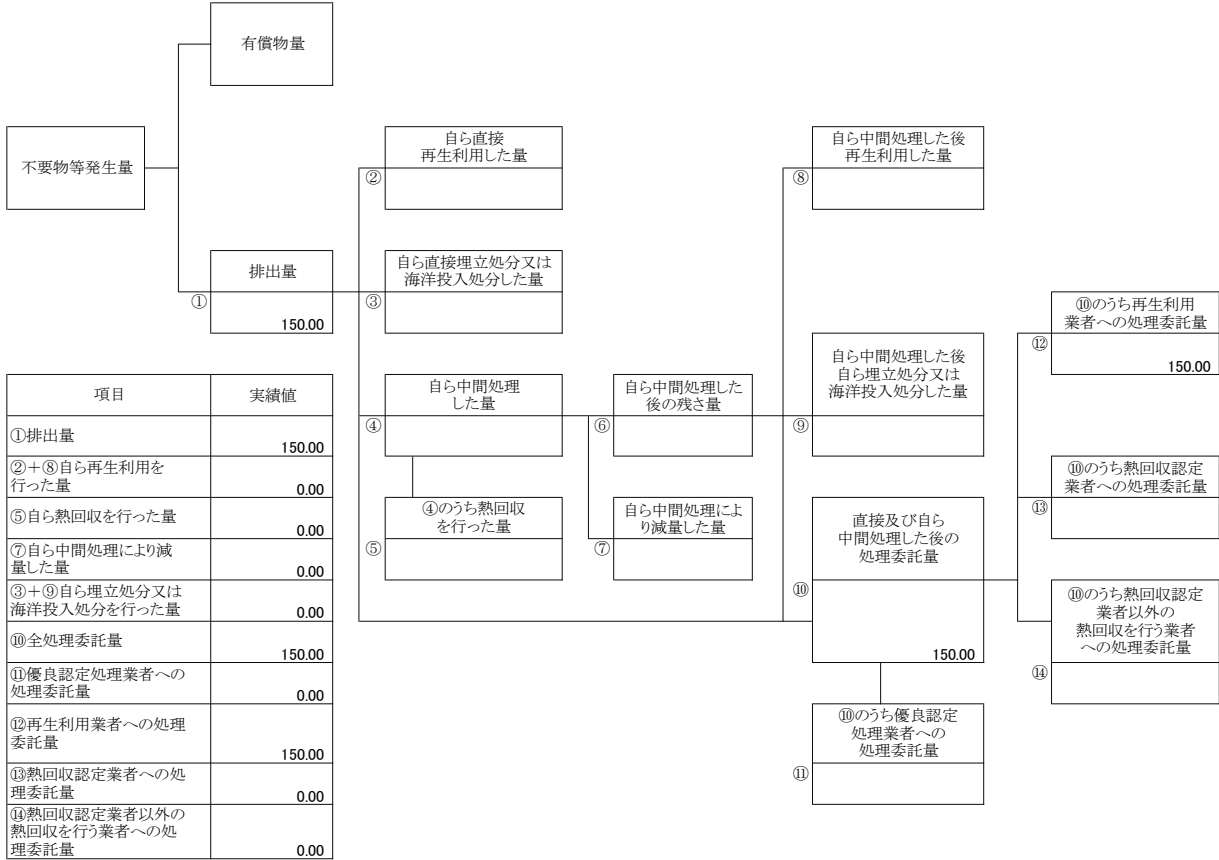 有償物量
不要物等発生量
自ら直接
再生利用した量
②
自ら中間処理した後
再生利用した量
⑧
排出量
①
150.00
自ら直接埋立処分又は
海洋投入処分した量
③
⑩のうち再生利用
業者への処理委託量
⑫
150.00
自ら中間処理
した量
④
自ら中間処理した
後の残さ量
⑥
自ら中間処理した後
自ら埋立処分又は
海洋投入処分した量
⑨
④のうち熱回収
を行った量
⑤
自ら中間処理によ
り減量した量
⑦
直接及び自ら
中間処理した後の
処理委託量
⑩
150.00
⑩のうち熱回収認定
業者への処理委託量
⑬
⑩のうち熱回収認定
業者以外の
熱回収を行う業者
への処理委託量
⑭
⑩のうち優良認定
処理業者への
処理委託量
⑪
項目 実績値
①排出量
150.00
②＋⑧自ら再生利用を
行った量 0.00
⑤自ら熱回収を行った量
0.00
⑦自ら中間処理により減
量した量 0.00
③＋⑨自ら埋立処分又は
海洋投入処分を行った量 0.00
⑩全処理委託量
150.00
⑪優良認定処理業者への
処理委託量 0.00
⑫再生利用業者への処理
委託量
150.00
⑬熱回収認定業者への処
理委託量 0.00
⑭熱回収認定業者以外の
熱回収を行う業者への処
理委託量 0.00